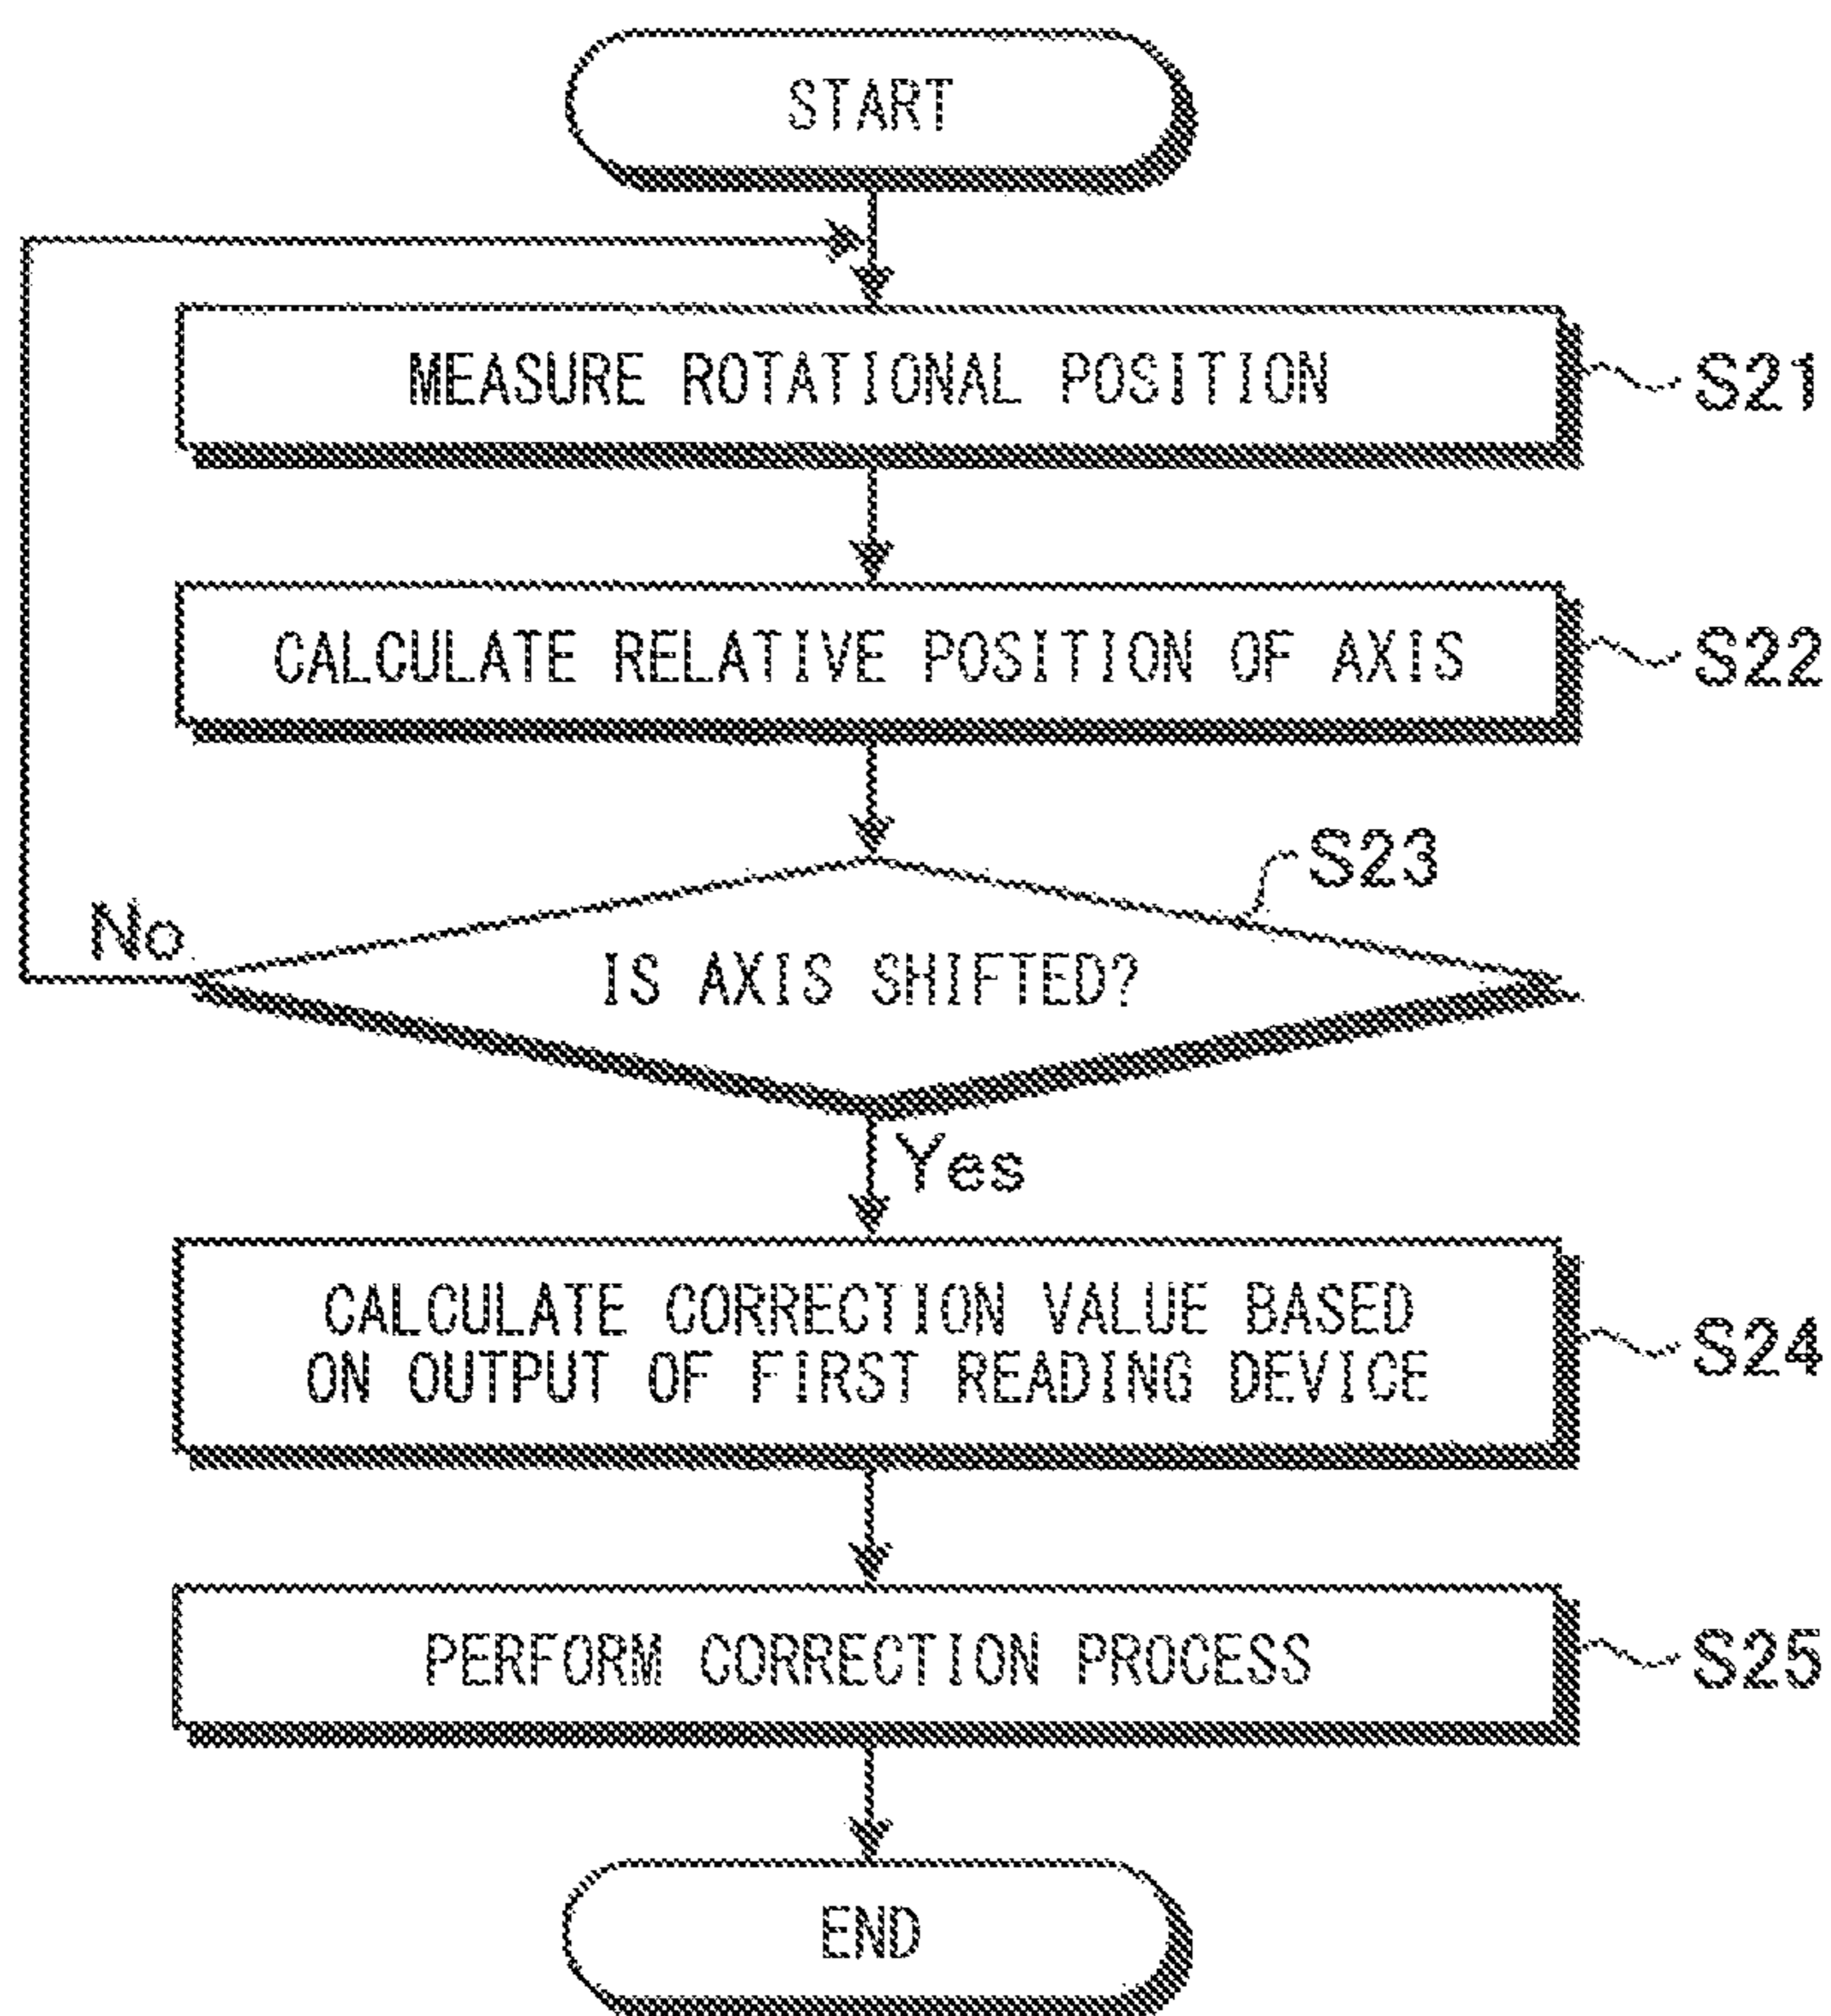 START
MEASURE ROTATIONAL POSITION
S21
CALCULATE RELATIVE POSITION OF AXIS
S22
S23
No
IS AXIS SHIFTED?
Yes
CALCULATE CORRECTION VALUE BASED
ON OUTPUT OF FIRST READING DEVICE
S24
PERFORM CORRECTION PROCESS
S25
END